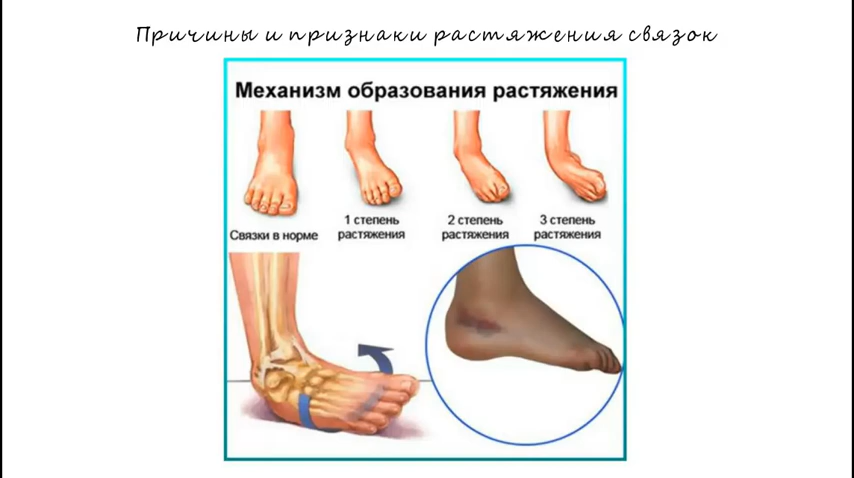 Причины и признаки растяжения связок
Механизм образования растяжения
Связки в норме
1 степень
растяжения
2 степень
растяжения
3 степень
растяжения